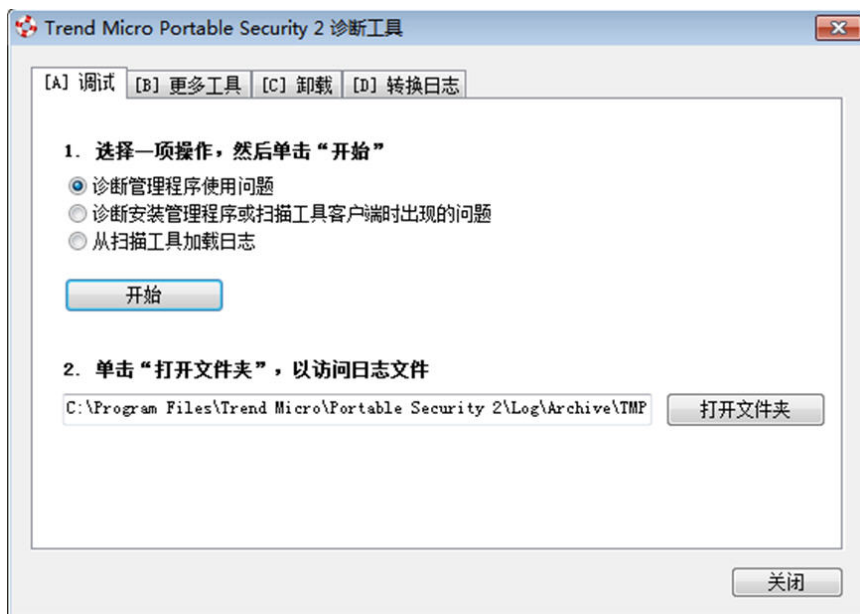 Trend Micro Portable Security 2 诊断工具
[A] 调试 [B] 更多工具 [C] 卸载 [D] 转换日志
1. 选择一项操作，然后单击“开始”
诊断管理程序使用问题
诊断安装管理程序或扫描工具客户端时出现的问题
从扫描工具加载日志
开始
2. 单击“打开文件夹”，以访问日志文件
C:\Program Files\Trend Micro\Portable Security 2\Log\Archive\TMP 打开文件夹
关闭